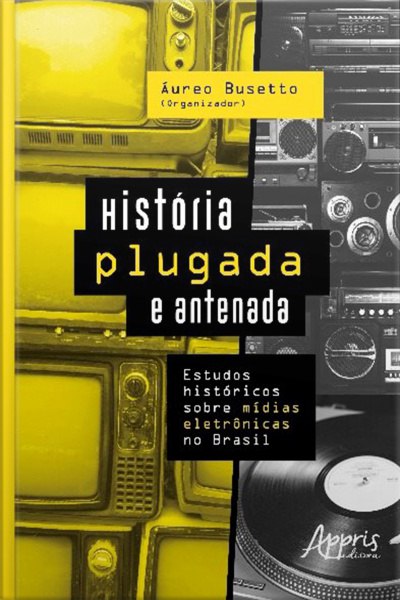 Áureo Busetto
(Organizador)
História
plugada
e antenada
Estudos
históricos
sobre mídias
eletrônicas
no Brasil
Appris
editora